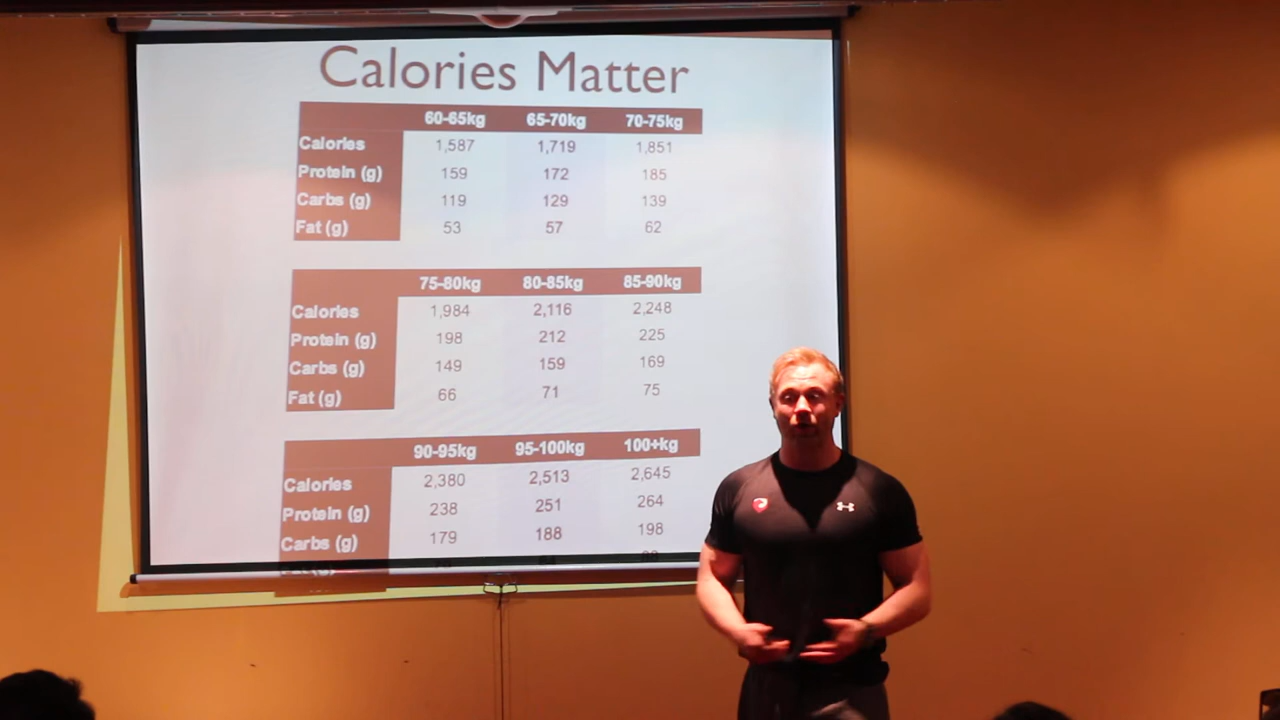 Calories Matter
60-65kg 65-70kg 70-75kg
Calories 1,587 1,719 1,851
Protein (g) 159 172 185
Carbs (g) 119 129 139
Fat (g) 53 57 62
75-80kg 80-85kg 85-90kg
Calories 1,984 2,116 2,248
Protein (g) 198 212 225
Carbs (g) 149 159 169
Fat (g) 66 71 75
90-95kg 95-100kg 100+kg
Calories 2,380 2,513 2,645
Protein (g) 238 251 264
Carbs (g) 179 188 198